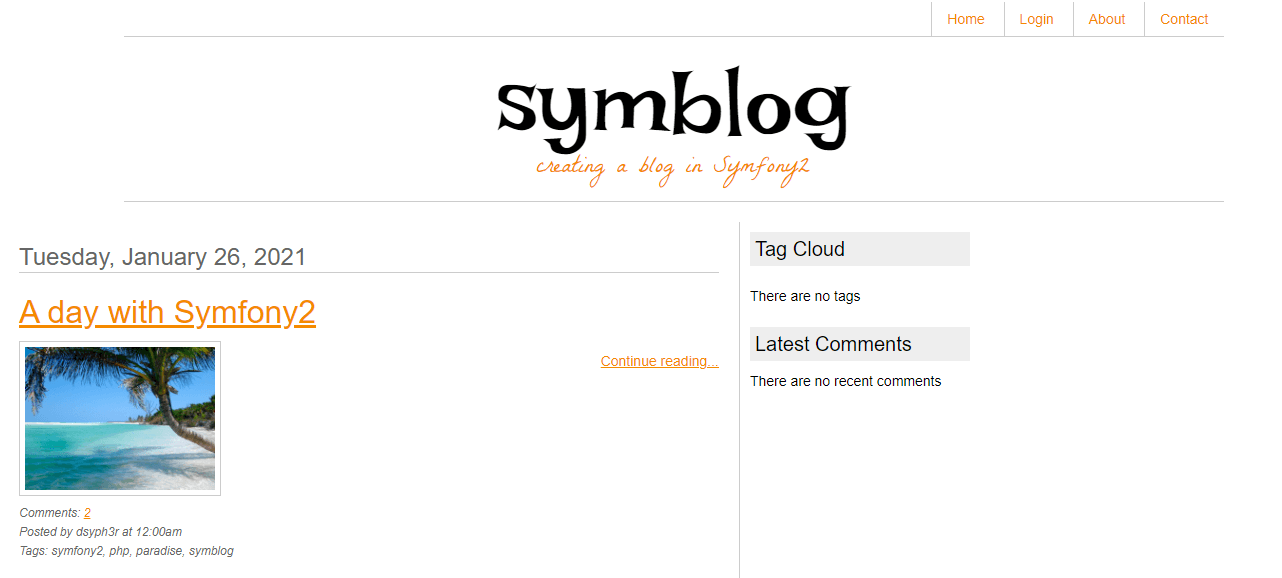 Home Login About Contact
symblog
creating a blog in Symfony2
Tuesday, January 26, 2021
A day with Symfony2
Continue reading...
Comments: 2
Posted by dsyph3r at 12:00am
Tags: symfony2, php, paradise, symblog
Tag Cloud
There are no tags
Latest Comments
There are no recent comments